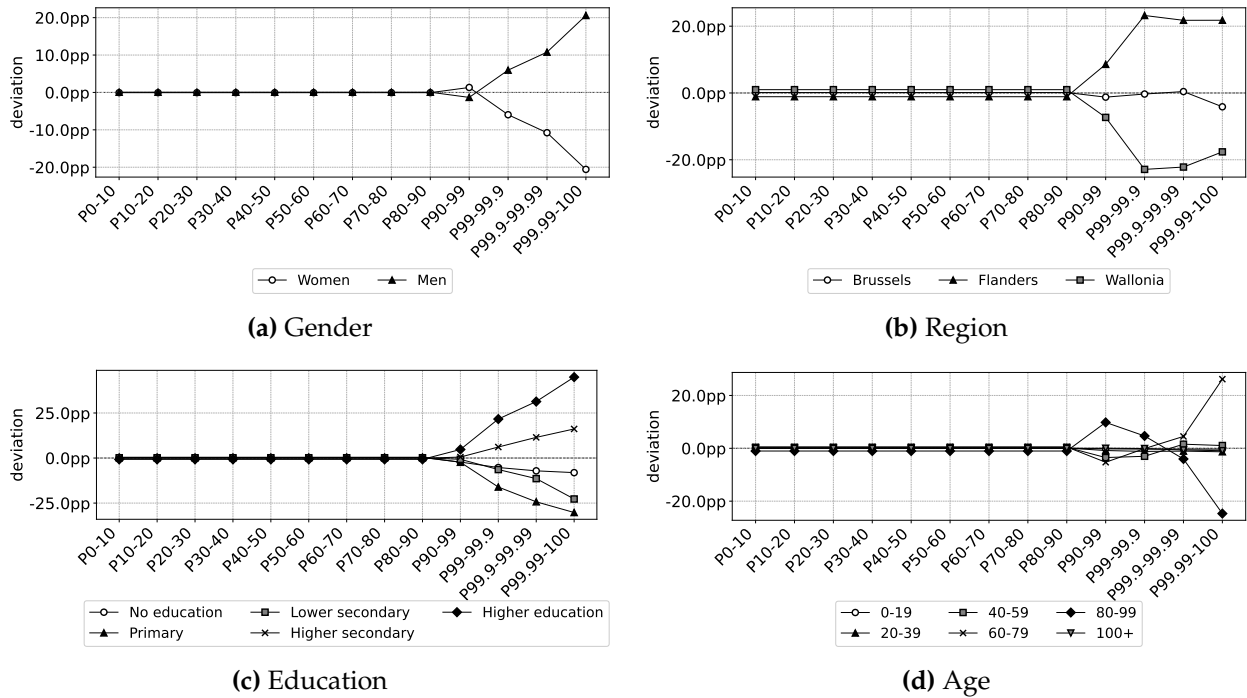 20.0pp
10.0pp
0.0pp
-10.0pp
-20.0pp
deviation
P0-10
P10-20
P20-30
P30-40
P40-50
P50-60
P60-70
P70-80
P80-90
P90-99
P99-99.9
P99.9-99.99
P99.99-100
Women Men
(a) Gender
20.0pp
0.0pp
-20.0pp
deviation
P0-10
P10-20
P20-30
P30-40
P40-50
P50-60
P60-70
P70-80
P80-90
P90-99
P99-99.9
P99.9-99.99
P99.99-100
Brussels Flanders Wallonia
(b) Region
25.0pp
0.0pp
-25.0pp
deviation
P0-10
P10-20
P20-30
P30-40
P40-50
P50-60
P60-70
P70-80
P80-90
P90-99
P99-99.9
P99.9-99.99
P99.99-100
No education Lower secondary Higher education
Primary Higher secondary
(c) Education
20.0pp
0.0pp
-20.0pp
deviation
P0-10
P10-20
P20-30
P30-40
P40-50
P50-60
P60-70
P70-80
P80-90
P90-99
P99-99.9
P99.9-99.99
P99.99-100
0-19 40-59 80-99
20-39 60-79 100+
(d) Age